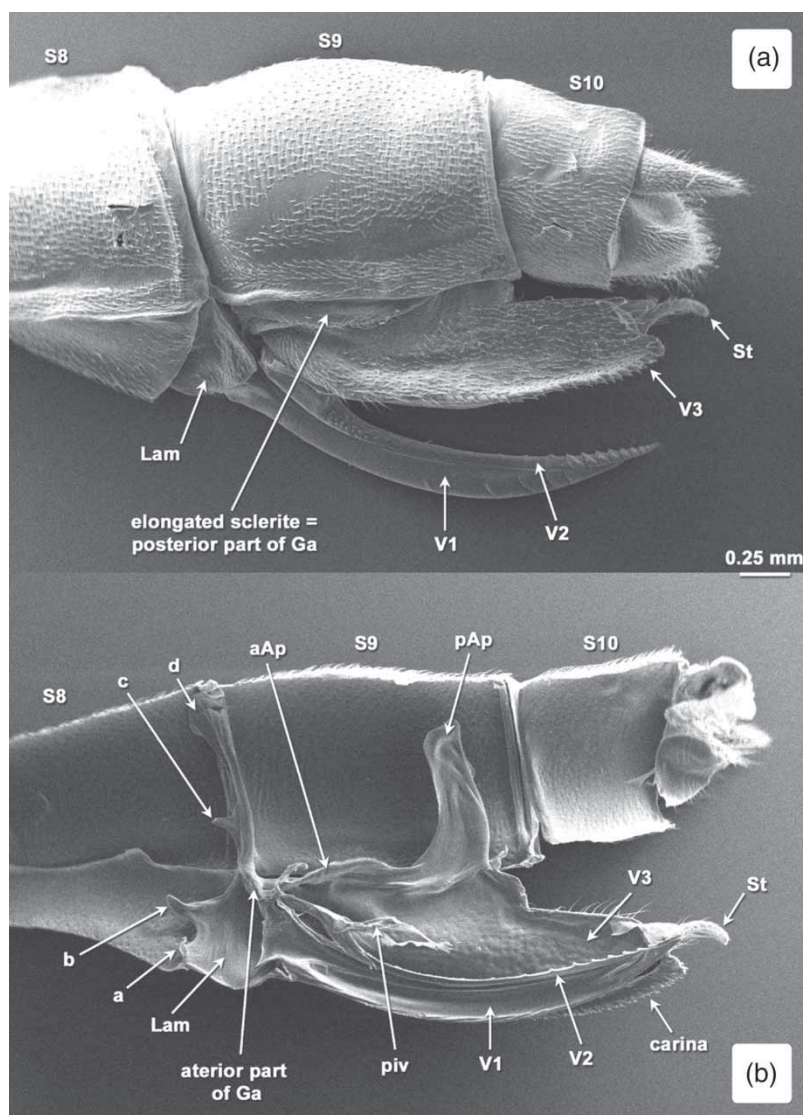 S8
S9
S10
(a)
St
V3
Lam
elongated sclerite =
posterior part of Ga
V1
V2
0.25 mm
S8
d
c
aAp
S9
pAp
S10
V3
St
b
a
Lam
aterior part
of Ga
piv
V1
V2
carina
(b)